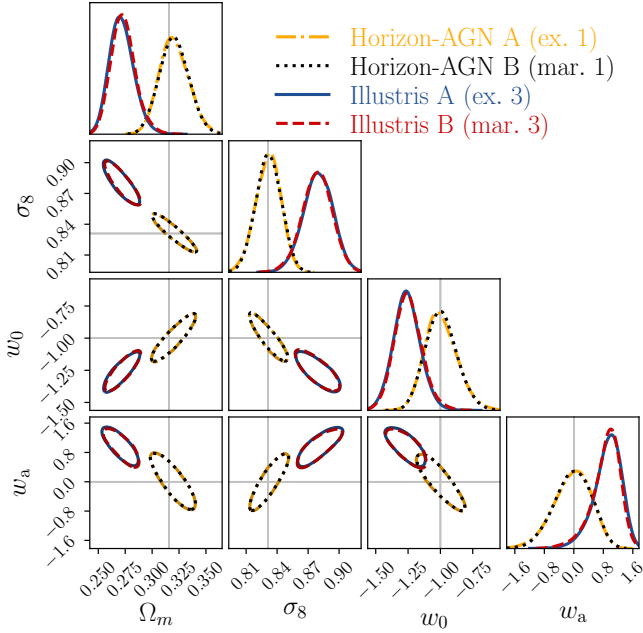 Horizon-AGN A (ex. 1)
Horizon-AGN B (mar. 1)
Illustris A (ex. 3)
Illustris B (mar. 3)
σ₈
0.90
0.87
0.84
0.81
w₀
−0.75
−1.00
−1.25
−1.50
wₐ
1.6
0.8
0.0
−0.8
−1.6
0.250 0.275 0.300 0.325 0.350
0.81 0.84 0.87 0.90
−1.50 −1.00 −0.75
−1.6 −0.8 0.0 0.8 1.6
Ωₘ σ₈ w₀ wₐ